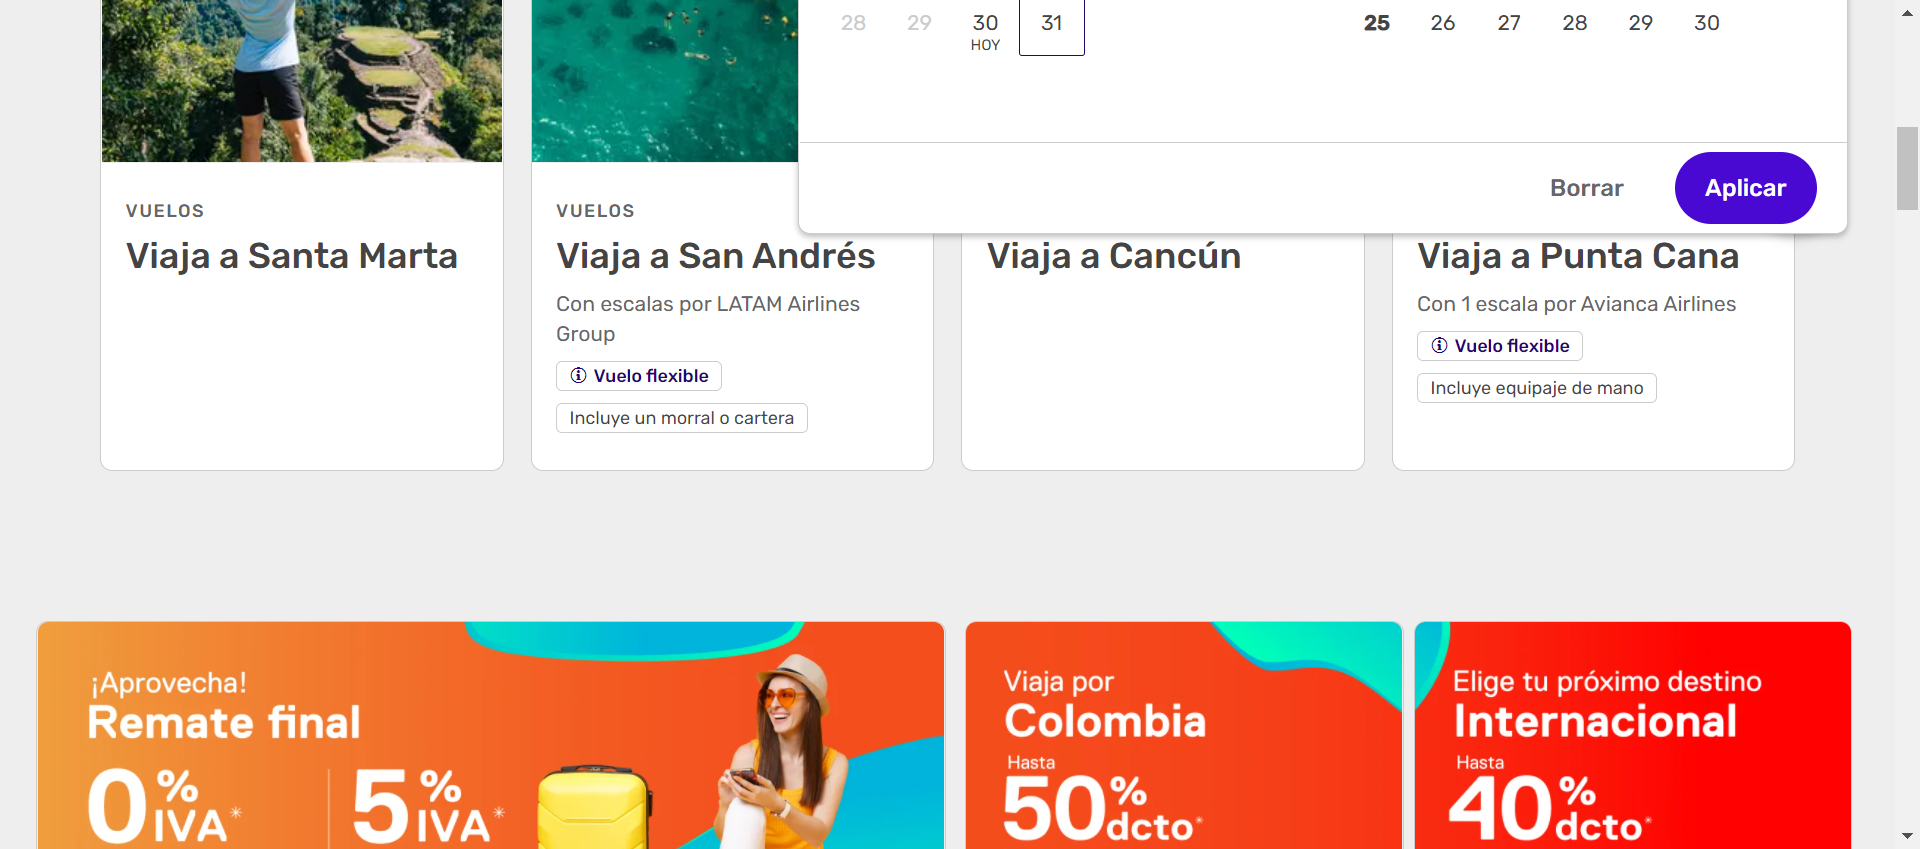 28 29 30 31 25 26 27 28 29 30
HOY
Borrar Aplicar
VUELOS
Viaja a Santa Marta
VUELOS
Viaja a San Andrés
Con escalas por LATAM Airlines
Group
Vuelo flexible
Incluye un morral o cartera
Viaja a Cancún
Viaja a Punta Cana
Con 1 escala por Avianca Airlines
Vuelo flexible
Incluye equipaje de mano
¡Aprovecha!
Remate final
0% IVA* 5% IVA*
Viaja por
Colombia
Hasta
50% dcto*
Elige tu próximo destino
Internacional
Hasta
40% dcto*